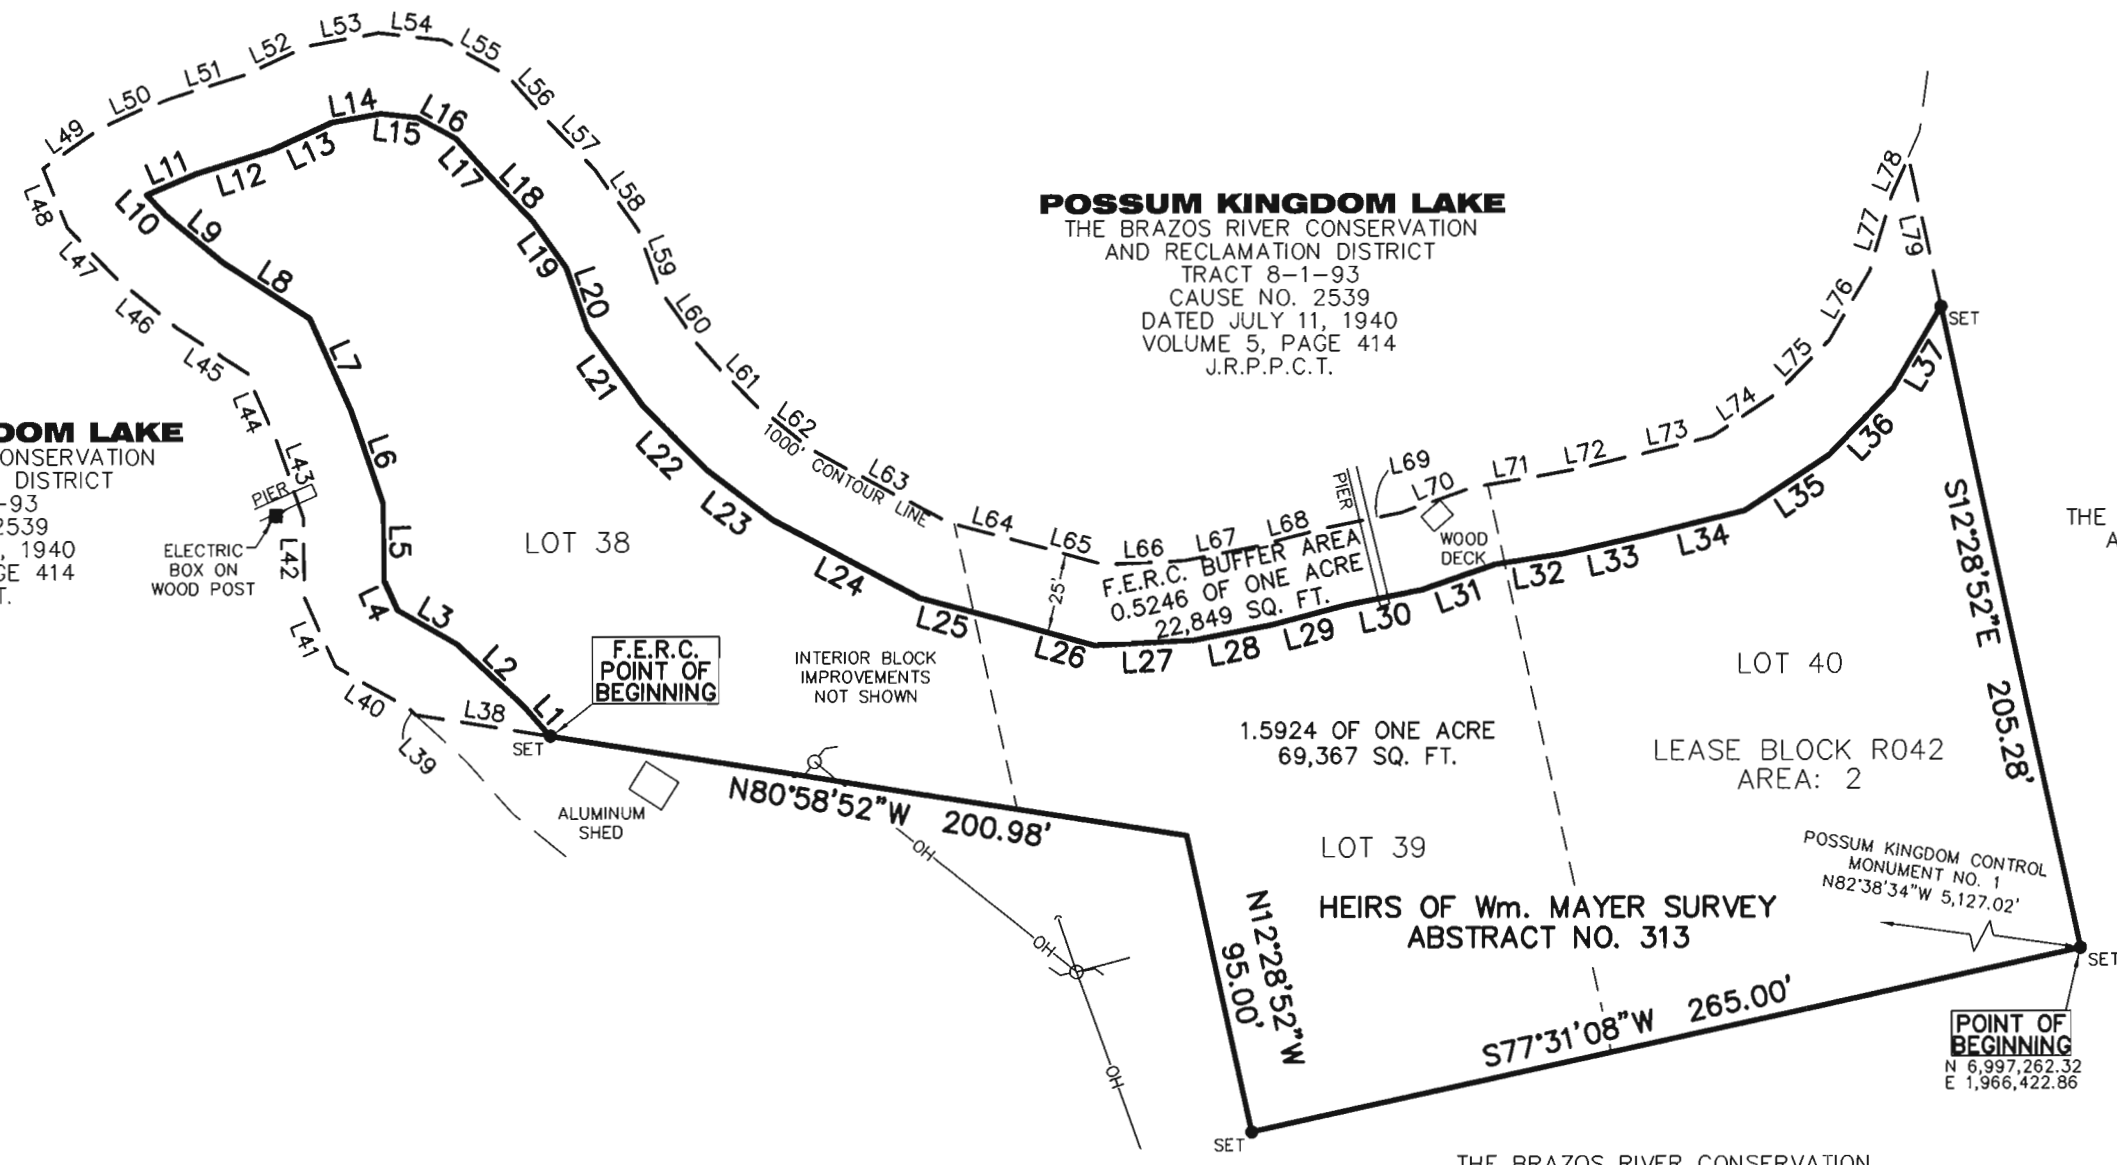 L53
L54
L52
L55
L51
L50
L56
L49
L57
L14
L16
L15
L13
L17
L11
L12
L18
L58
L10
L9
L48
L47
L8
L19
L20
L59
L46
L60
L45
L7
L61
L21
L44
L62
1000' CONTOUR LINE
L63
L6
L22
L23
L43
PIER
L5
L42
L24
L4
L3
L41
L2
L40
L38
L1
L39
SET
POSSUM KINGDOM LAKE
THE BRAZOS RIVER CONSERVATION
AND RECLAMATION DISTRICT
TRACT 8-1-93
CAUSE NO. 2539
DATED JULY 11, 1940
VOLUME 5, PAGE 414
J.R.P.P.C.T.
DOM LAKE
ONSERVATION
DISTRICT
-93
2539
, 1940
GE 414
T.
ELECTRIC
BOX ON
WOOD POST
LOT 38
F.E.R.C.
POINT OF
BEGINNING
INTERIOR BLOCK
IMPROVEMENTS
NOT SHOWN
ALUMINUM
SHED
N80°58'52"W 200.98'
OH
OH
OH
L64
L65
L66
L67
L68
L69
L70
L71
L72
L73
L74
L75
L76
L77
L78
L79
SET
PIER
WOOD
DECK
25'
F.E.R.C. BUFFER AREA
0.5246 OF ONE ACRE
22,849 SQ. FT.
L25
L26
L27
L28
L29
L30
L31
L32
L33
L34
L35
L36
L37
S12°28'52"E 205.28'
THE
A
LOT 40
1.5924 OF ONE ACRE
69,367 SQ. FT.
LEASE BLOCK R042
AREA: 2
LOT 39
HEIRS OF Wm. MAYER SURVEY
ABSTRACT NO. 313
POSSUM KINGDOM CONTROL
MONUMENT NO. 1
N82°38'34"W 5,127.02'
N12°28'52"W
95.00'
S77°31'08"W 265.00'
SET
POINT OF
BEGINNING
N 6,997,262.32
E 1,966,422.86
SET
THE BRAZOS RIVER CONSERVATION